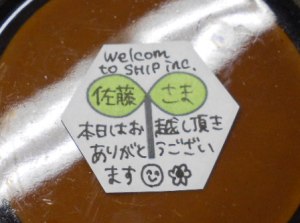 Welcom
to SHIP inc.
佐藤 さま
本日はお越し頂き
ありがとうござい
ます